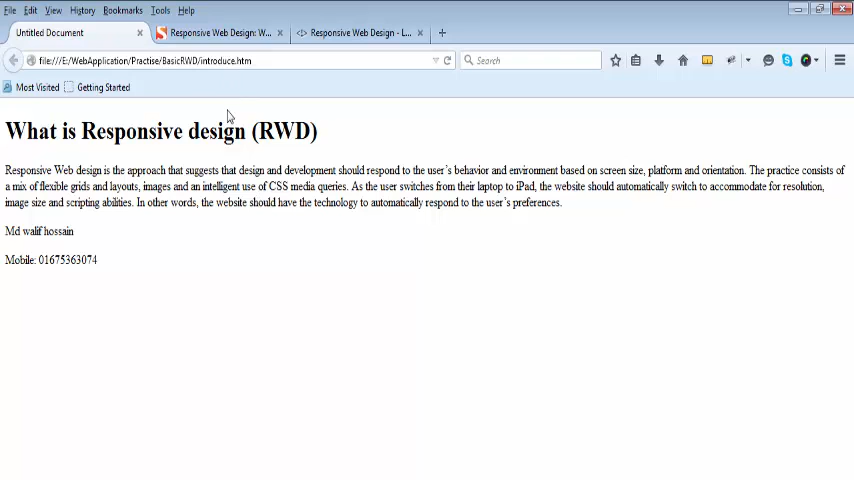 File Edit View History Bookmarks Tools Help
Untitled Document × Responsive Web Design: W... × Responsive Web Design - L... × +
file:///E:/WebApplication/Practise/BasicRWD/introduce.htm Search
Most Visited Getting Started
What is Responsive design (RWD)
Responsive Web design is the approach that suggests that design and development should respond to the user’s behavior and environment based on screen size, platform and orientation. The practice consists of
a mix of flexible grids and layouts, images and an intelligent use of CSS media queries. As the user switches from their laptop to iPad, the website should automatically switch to accommodate for resolution,
image size and scripting abilities. In other words, the website should have the technology to automatically respond to the user’s preferences.
Md walif hossain
Mobile: 01675363074